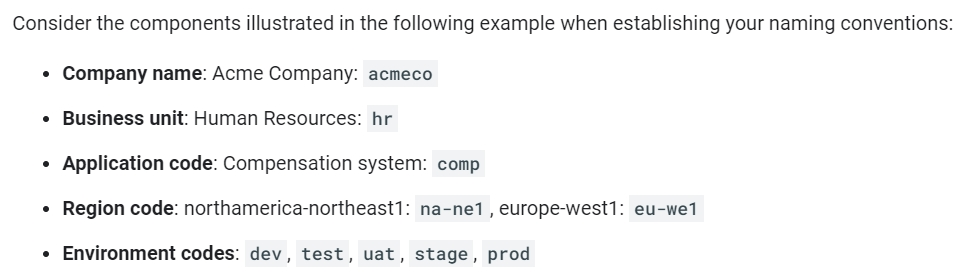 Consider the components illustrated in the following example when establishing your naming conventions:
• Company name: Acme Company: acmeco
• Business unit: Human Resources: hr
• Application code: Compensation system: comp
• Region code: northamerica-northeast1: na-ne1, europe-west1: eu-we1
• Environment codes: dev, test, uat, stage, prod